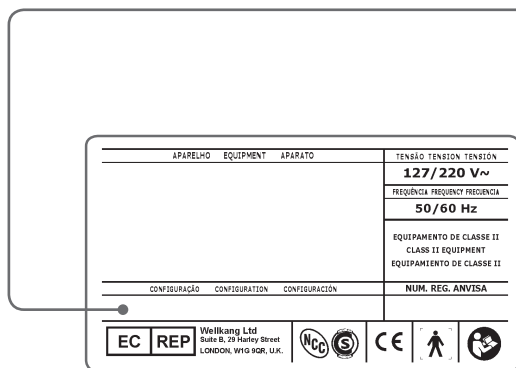 APARELHO EQUIPMENT APARATO
TENSÃO TENSION TENSIÓN
127/220 V~
FREQUÊNCIA FREQUENCY FRECUENCIA
50/60 Hz
EQUIPAMENTO DE CLASSE II
CLASS II EQUIPMENT
EQUIPAMIENTO DE CLASSE II
CONFIGURAÇÃO CONFIGURATION CONFIGURACIÓN
NUM. REG. ANVISA
EC REP
Wellkang Ltd
Suite B, 29 Harley Street
LONDON, W1G 9QR, U.K.
NCC S
CE